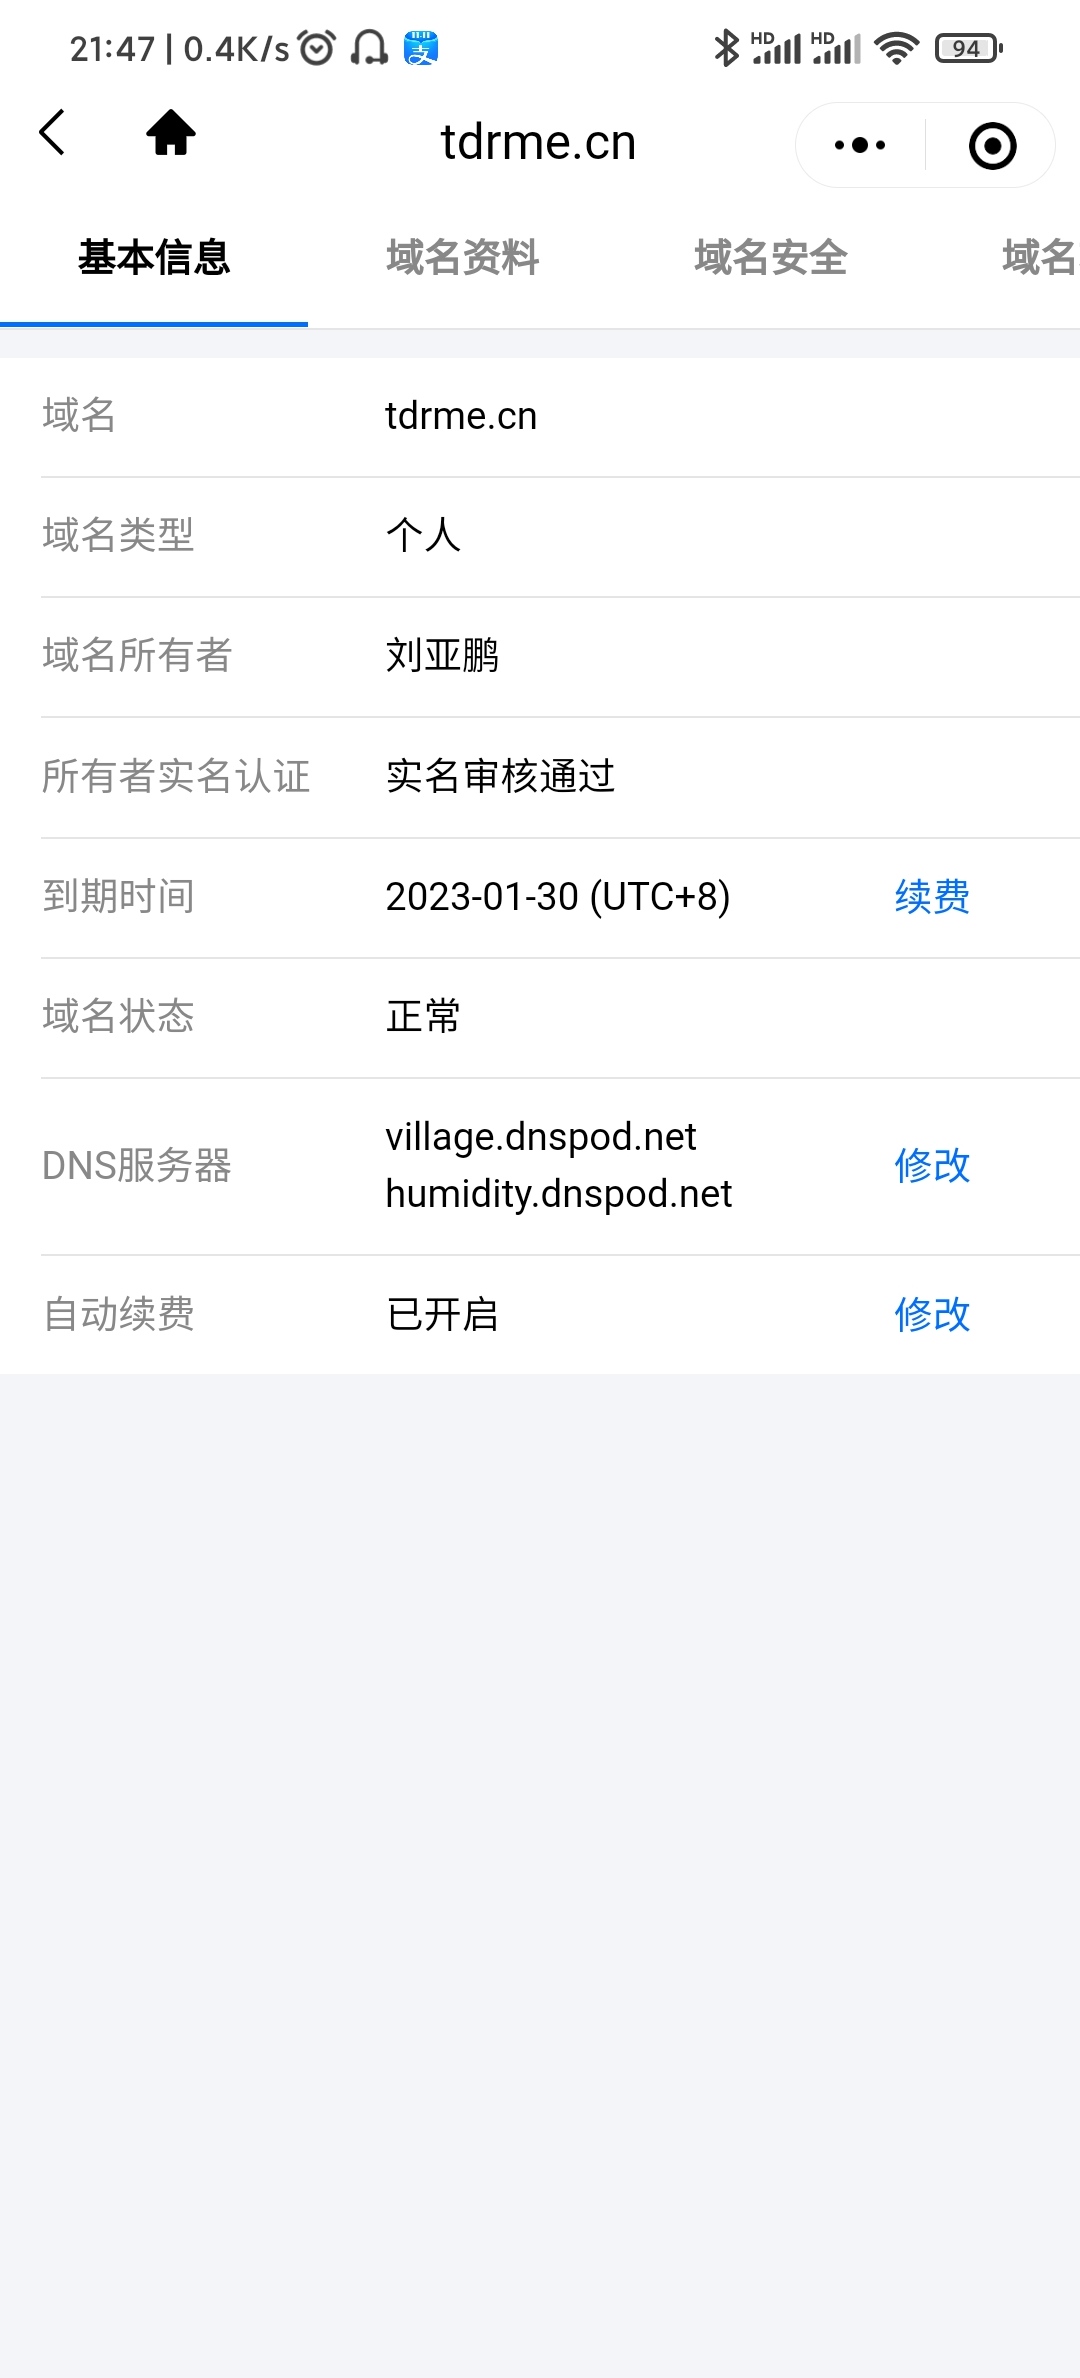 21:47 | 0.4K/s 11.11 支 HD HD 94
tdrme.cn
基本信息 域名资料 域名安全 域名
域名 tdrme.cn
域名类型 个人
域名所有者 刘亚鹏
所有者实名认证 实名审核通过
到期时间 2023-01-30 (UTC+8) 续费
域名状态 正常
DNS服务器 village.dnspod.net
humidity.dnspod.net 修改
自动续费 已开启 修改